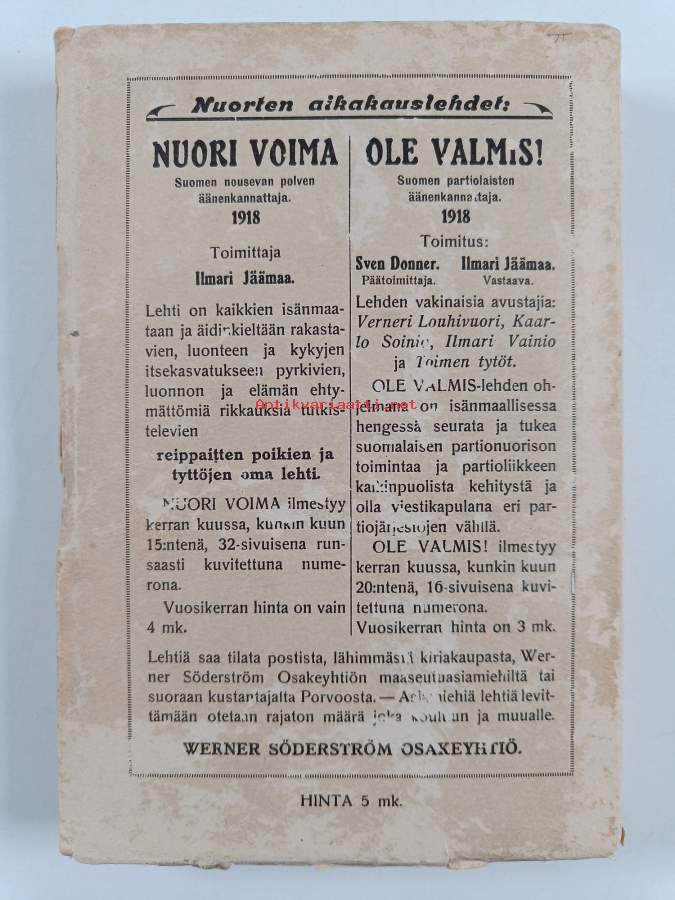 Nuorten aikakauslehdet:
NUORI VOIMA
Suomen nousevan polven
äänenkannattaja.
1918
Toimittaja
Ilmari Jäämaa.
Lehti on kaikkien isänmaa-
taan ja äidinkieltään rakasta-
vien, luonteen ja kykyjen
itsekasvatukseen pyrkivien,
luonnon ja elämän ehty-
mättömiä rikkauksia tutkis-
televien
reippaitten poikien ja
tyttöjen oma lehti.
NUORI VOIMA ilmestyy
kerran kuussa, kunkin kuun
15:ntenä, 32-sivuisena run-
saasti kuvitettuna nume-
rona.
Vuosikerran hinta on vain
4 mk.
OLE VALMIS!
Suomen partiolaisten
äänenkannattaja.
1918
Toimitus:
Sven Donner. Ilmari Jäämaa.
Päätoimittaja. Vastaava.
Lehden vakinaisia avustajia:
Verneri Louhivuori, Kaar-
lo Soinio, Ilmari Vainio
ja Toimen tytöt.
OLE VALMIS-lehden oh-
jelmana on isänmaallisessa
hengessä seurata ja tukea
suomalaisen partionuorison
toimintaa ja partioliikkeen
kaikinpuolista kehitystä ja
olla viestikapulana eri par-
tiojärjestöjen välillä.
OLE VALMIS! ilmestyy
kerran kuussa, kunkin kuun
20:ntenä, 16-sivuisena kuvi-
tettuna numerona.
Vuosikerran hinta on 3 mk.
Lehtiä saa tilata postista, lähimmästä kirjakaupasta, Wer-
ner Söderström Osakeyhtiön maaseutuasiamiehiltä tai
suoraan kustantajalta Porvoosta. — Asiamiehiä lehtiä levit-
tämään otetaan rajaton määrä joka kouluun ja muualle.
WERNER SÖDERSTRÖM OSAKEYHTIÖ.
HINTA 5 mk.
Antikvariaatti.net